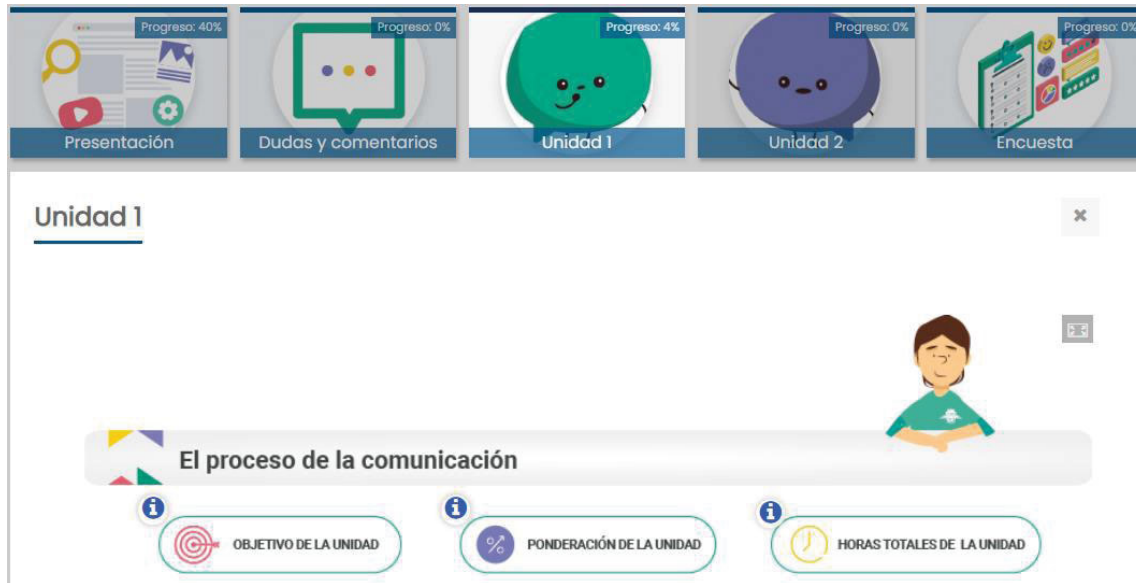 Progreso: 40%
Presentación
Progreso: 0%
Dudas y comentarios
Progreso: 4%
Unidad 1
Progreso: 0%
Unidad 2
Progreso: 0%
Encuesta
Unidad 1
El proceso de la comunicación
OBJETIVO DE LA UNIDAD
PONDERACIÓN DE LA UNIDAD
HORAS TOTALES DE LA UNIDAD